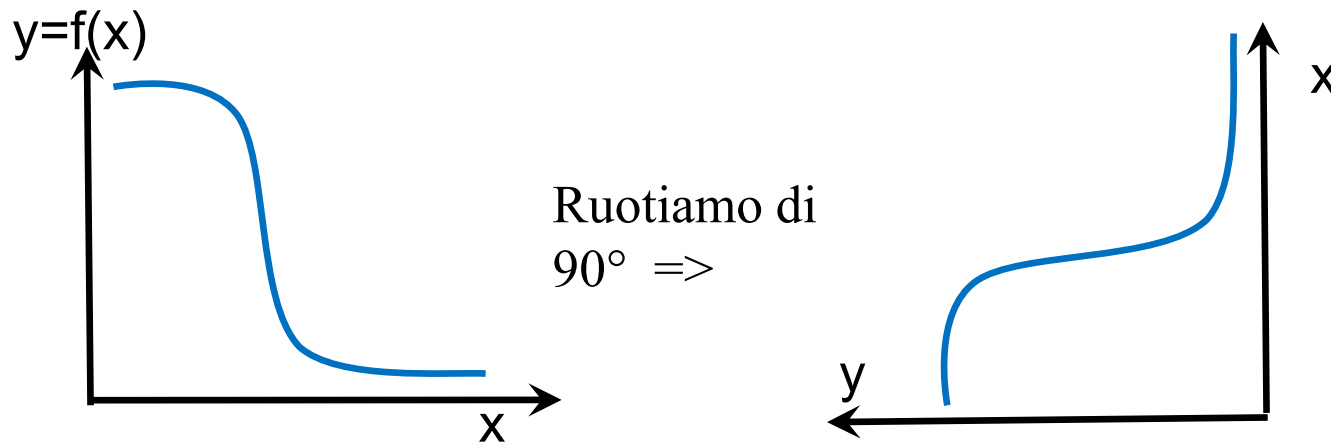 y=f(x)
x
Ruotiamo di
90° =>
x
y